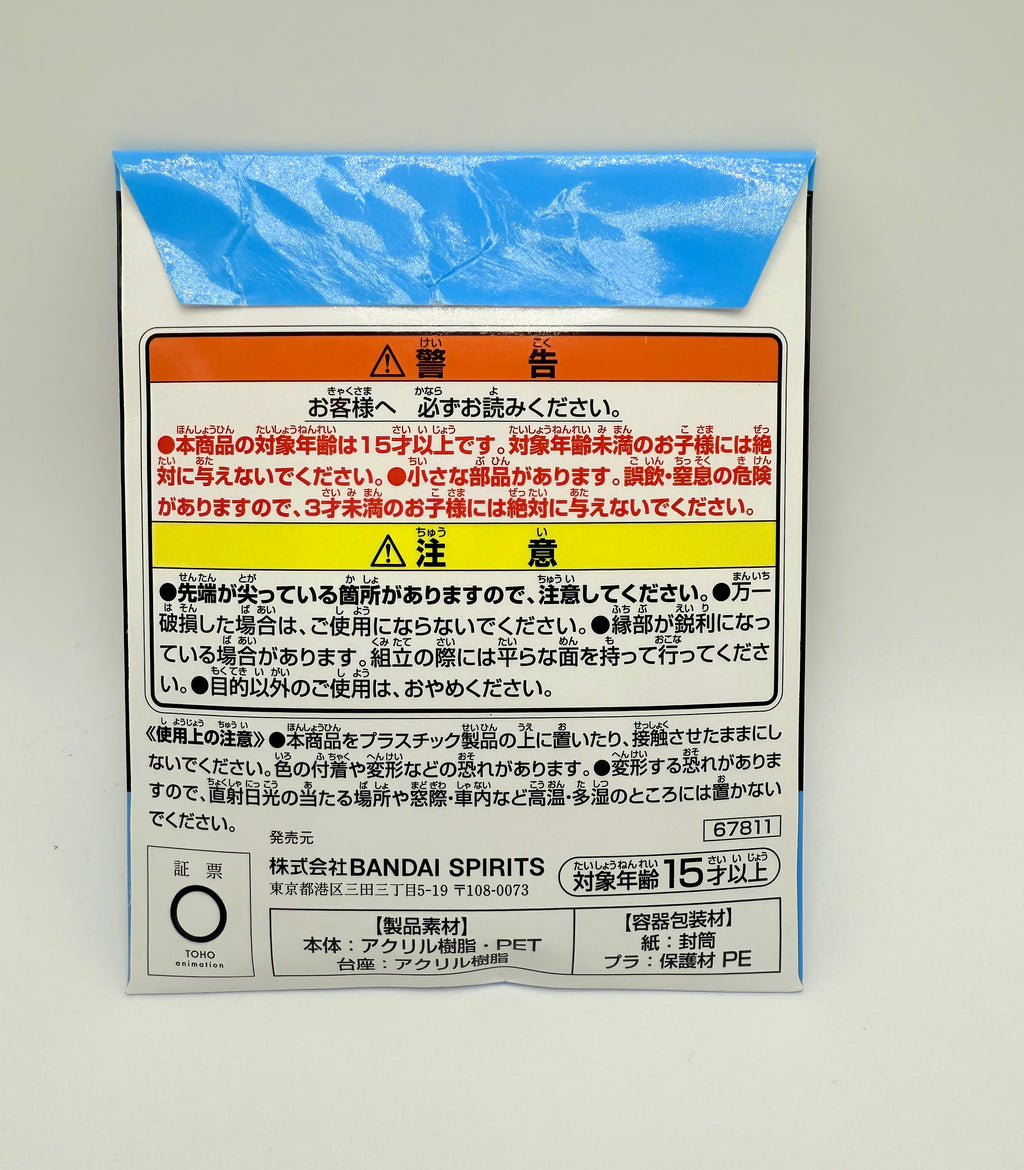 ⚠警告
お客様へ 必ずお読みください。
●本商品の対象年齢は15才以上です。対象年齢未満のお子様には絶
対に与えないでください。●小さな部品があります。誤飲・窒息の危険
がありますので、3才未満のお子様には絶対に与えないでください。
⚠注意
●先端が尖っている箇所がありますので、注意してください。●万一
破損した場合は、ご使用にならないでください。●縁部が鋭利になっ
ている場合があります。組立の際には平らな面を持って行ってくださ
い。●目的以外のご使用は、おやめください。
《使用上の注意》●本商品をプラスチック製品の上に置いたり、接触させたままにし
ないでください。色の付着や変形などの恐れがあります。●変形する恐れがありま
すので、直射日光の当たる場所や窓際・車内など高温・多湿のところには置かない
でください。
67811
発売元
株式会社BANDAI SPIRITS
東京都港区三田三丁目5-19 〒108-0073
対象年齢15才以上
証票
TOHO
animation
【製品素材】
本体：アクリル樹脂・PET
台座：アクリル樹脂
【容器包装材】
紙：封筒
プラ：保護材 PE